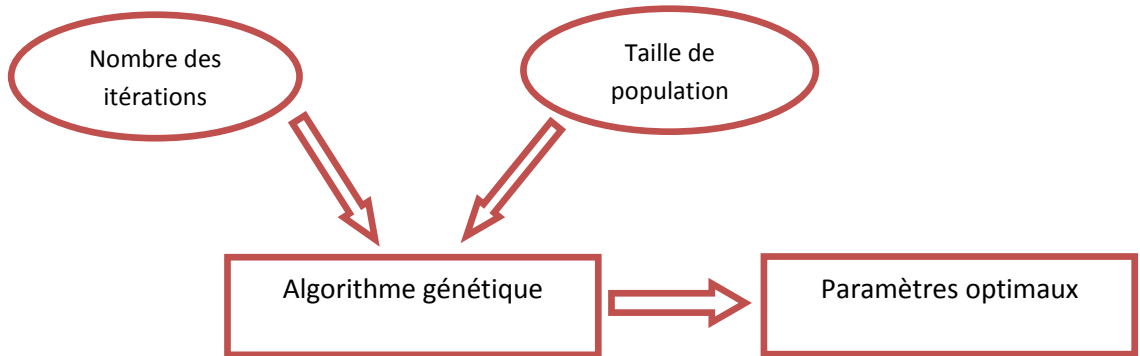 Nombre des
itérations
Taille de
population
Algorithme génétique
Paramètres optimaux